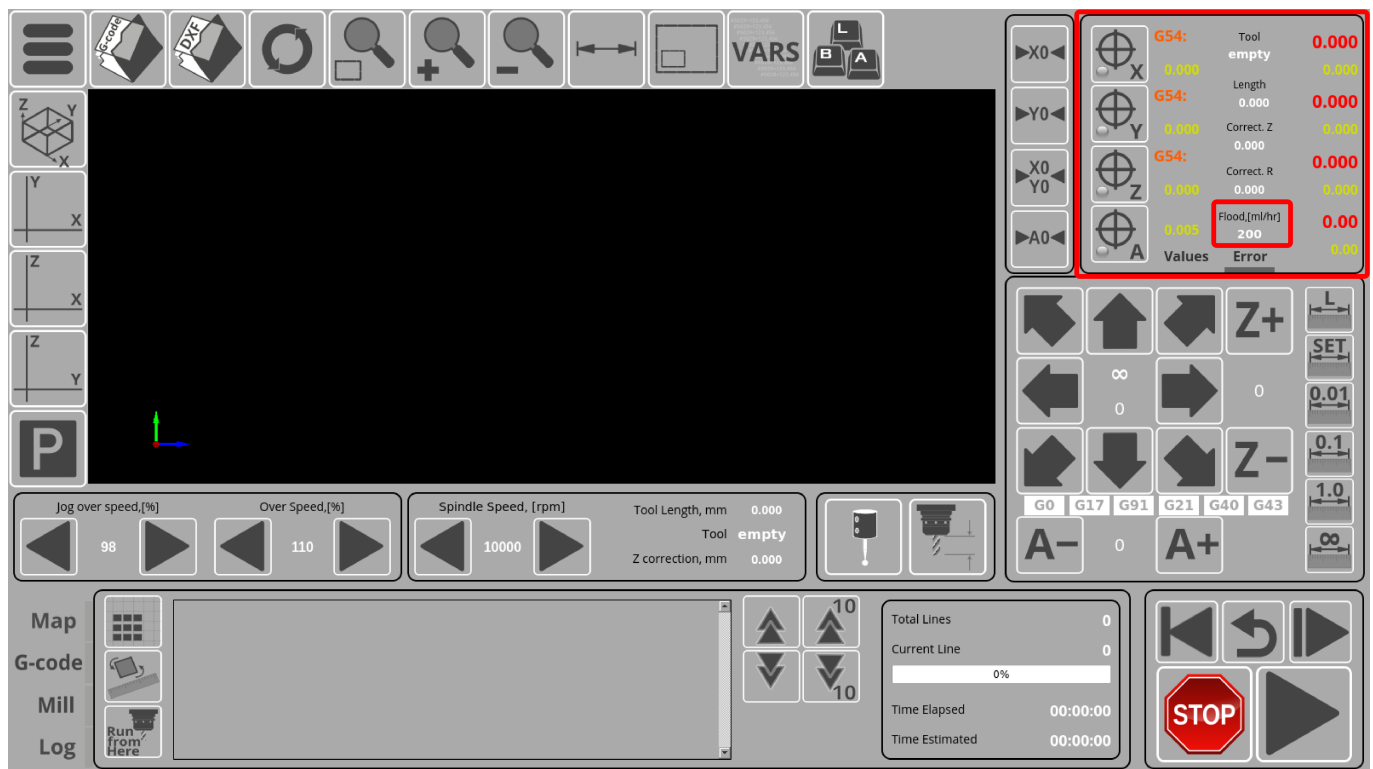 G-code
DXF
VARS
L
B
A
Z
Y
X
Y
X
Z
X
Z
Y
P
►X0◄
►Y0◄
►X0 Y0◄
►A0◄
X
G54:
0.000
Tool
empty
0.000
0.000
Y
G54:
0.000
Length
0.000
Correct. Z
0.000
0.000
0.000
Z
G54:
0.000
Correct. R
0.000
0.000
0.000
A
0.005
Flood,[ml/hr]
200
0.00
0.00
Values
Error
Z+
∞
0
0
Z-
G0 G17 G91 G21 G40 G43
A-
0
A+
L
SET
0.01
0.1
1.0
∞
Jog over speed,[%]
98
Over Speed,[%]
110
Spindle Speed, [rpm]
10000
Tool Length, mm 0.000
Tool empty
Z correction, mm 0.000
Map
G-code
Mill
Log
Run
from
Here
10
10
Total Lines 0
Current Line 0
0%
Time Elapsed 00:00:00
Time Estimated 00:00:00
STOP